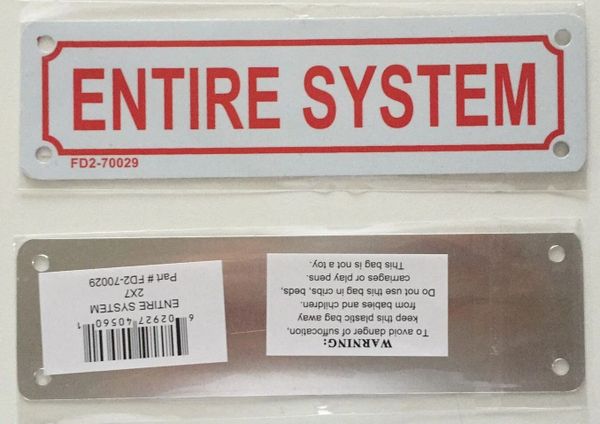 ENTIRE SYSTEM
FD2-70029
6 02927 40560 1
ENTIRE SYSTEM
2X7
Part # FD2-70029
WARNING:
To avoid danger of suffocation,
keep this plastic bag away
from babies and children.
Do not use this bag in cribs, beds,
carriages or play pens.
This bag is not a toy.